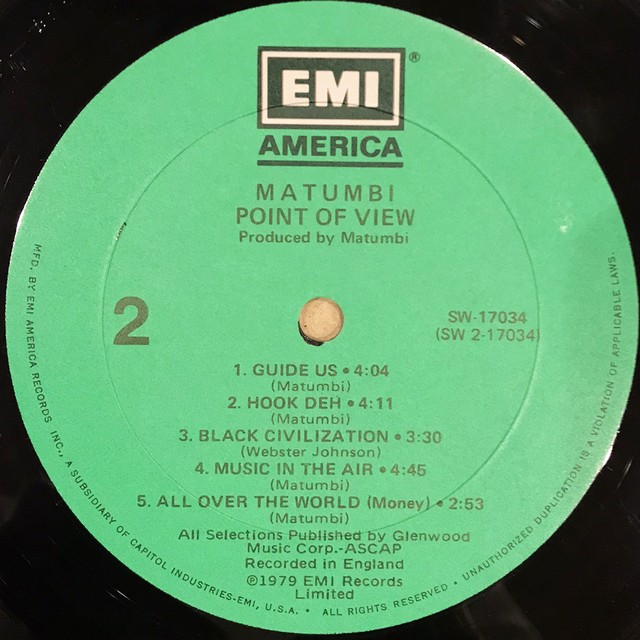 EMI®
AMERICA
MATUMBI
POINT OF VIEW
Produced by Matumbi
2
SW-17034
(SW 2-17034)
1. GUIDE US • 4:04
(Matumbi)
2. HOOK DEH • 4:11
(Matumbi)
3. BLACK CIVILIZATION • 3:30
(Webster Johnson)
4. MUSIC IN THE AIR • 4:45
(Matumbi)
5. ALL OVER THE WORLD (Money) • 2:53
(Matumbi)
All Selections Published by Glenwood
Music Corp.-ASCAP
Recorded in England
℗1979 EMI Records
Limited
MFD. BY EMI AMERICA RECORDS INC., A SUBSIDIARY OF CAPITOL INDUSTRIES-EMI, U.S.A. • ALL RIGHTS RESERVED • UNAUTHORIZED DUPLICATION IS A VIOLATION OF APPLICABLE LAWS.